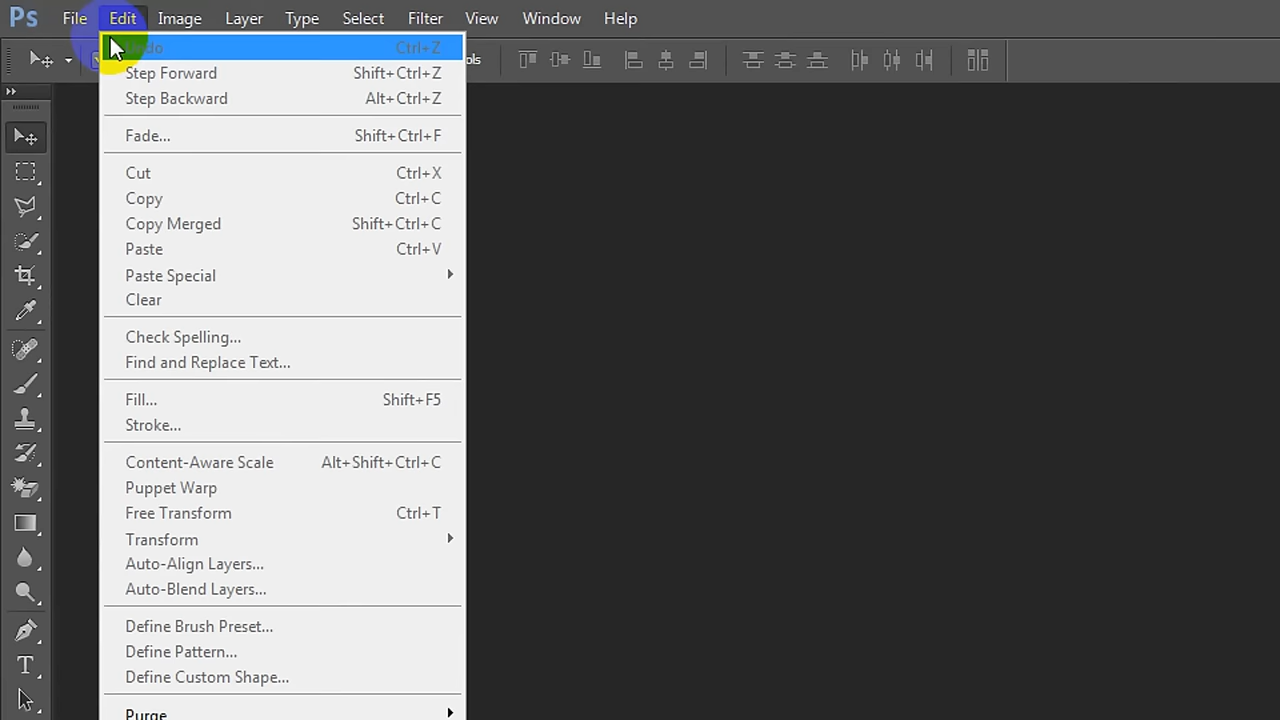 Ps File Edit Image Layer Type Select Filter View Window Help
Undo Ctrl+Z
Step Forward Shift+Ctrl+Z
Step Backward Alt+Ctrl+Z
Fade... Shift+Ctrl+F
Cut Ctrl+X
Copy Ctrl+C
Copy Merged Shift+Ctrl+C
Paste Ctrl+V
Paste Special
Clear
Check Spelling...
Find and Replace Text...
Fill... Shift+F5
Stroke...
Content-Aware Scale Alt+Shift+Ctrl+C
Puppet Warp
Free Transform Ctrl+T
Transform
Auto-Align Layers...
Auto-Blend Layers...
Define Brush Preset...
Define Pattern...
Define Custom Shape...
Purge